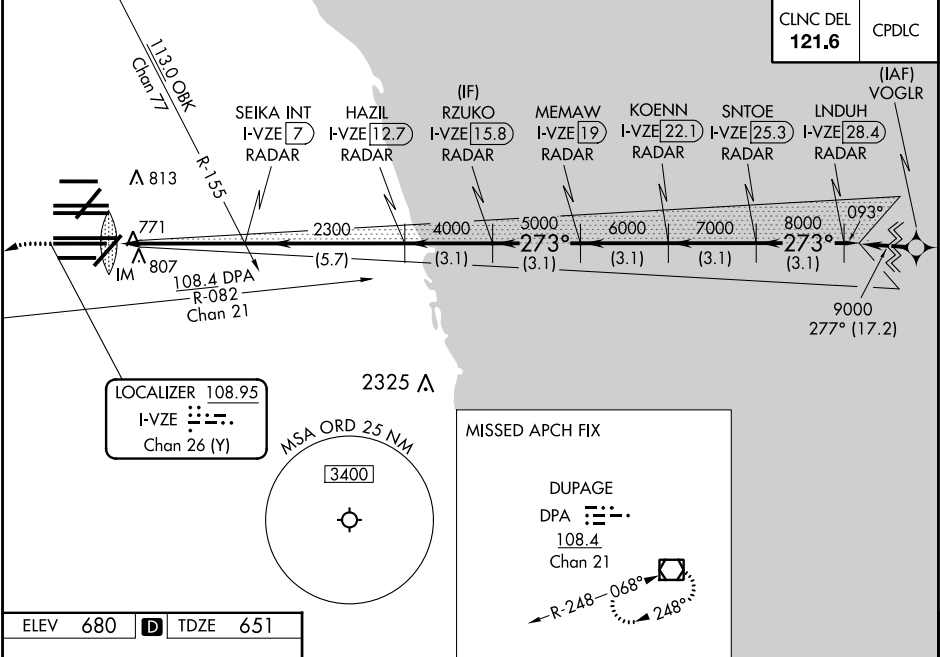 CLNC DEL
121.6
CPDLC
113.0 OBK
Chan 77
R-155
(IAF)
VOGLR
SEIKA INT
I-VZE 7
RADAR
HAZIL
I-VZE 12.7
RADAR
(IF)
RZUKO
I-VZE 15.8
RADAR
MEMAW
I-VZE 19
RADAR
KOENN
I-VZE 22.1
RADAR
SNTOE
I-VZE 25.3
RADAR
LNDUH
I-VZE 28.4
RADAR
813
771
807
IM
2300
4000
5000
6000
7000
8000
093°
273°
273°
(5.7)
(3.1)
(3.1)
(3.1)
(3.1)
(3.1)
9000
277° (17.2)
108.4 DPA
R-082
Chan 21
LOCALIZER 108.95
I-VZE
Chan 26 (Y)
2325
MSA ORD 25 NM
3400
MISSED APCH FIX
DUPAGE
DPA
108.4
Chan 21
R-248
068°
248°
ELEV 680 D TDZE 651